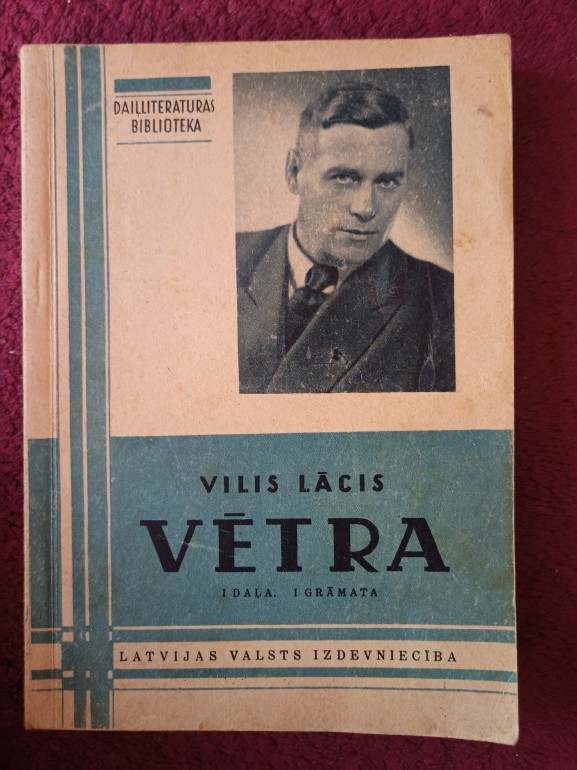 DAIĻLITERATURAS
BIBLIOTEKA
VILIS LĀCIS
VĒTRA
I DAĻA. I GRĀMATA
LATVIJAS VALSTS IZDEVNIECĪBA